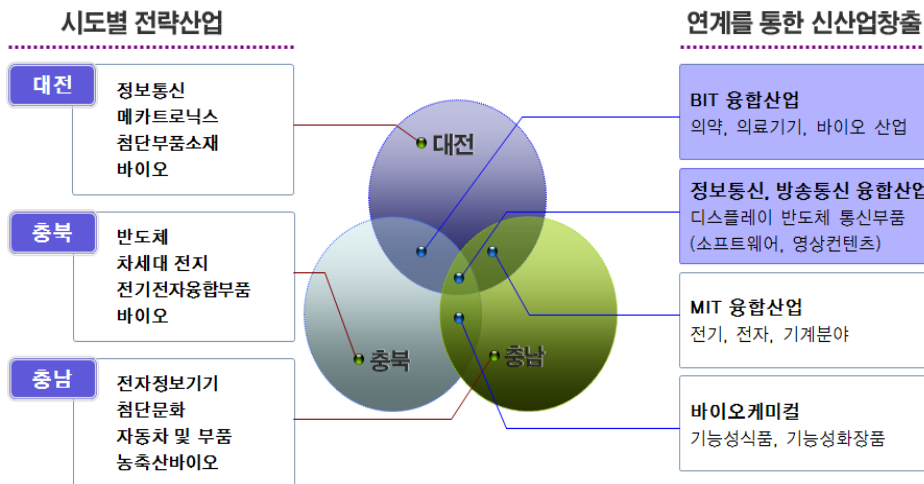 시도별 전략산업
연계를 통한 신산업창출
대전
정보통신
메카트로닉스
첨단부품소재
바이오
충북
반도체
차세대 전지
전기전자융합부품
바이오
충남
전자정보기기
첨단문화
자동차 및 부품
농축산바이오
대전
충북
충남
BIT 융합산업
의약, 의료기기, 바이오 산업
정보통신, 방송통신 융합산업
디스플레이 반도체 통신부품
(소프트웨어, 영상컨텐츠)
MIT 융합산업
전기, 전자, 기계분야
바이오케미컬
기능성식품, 기능성화장품